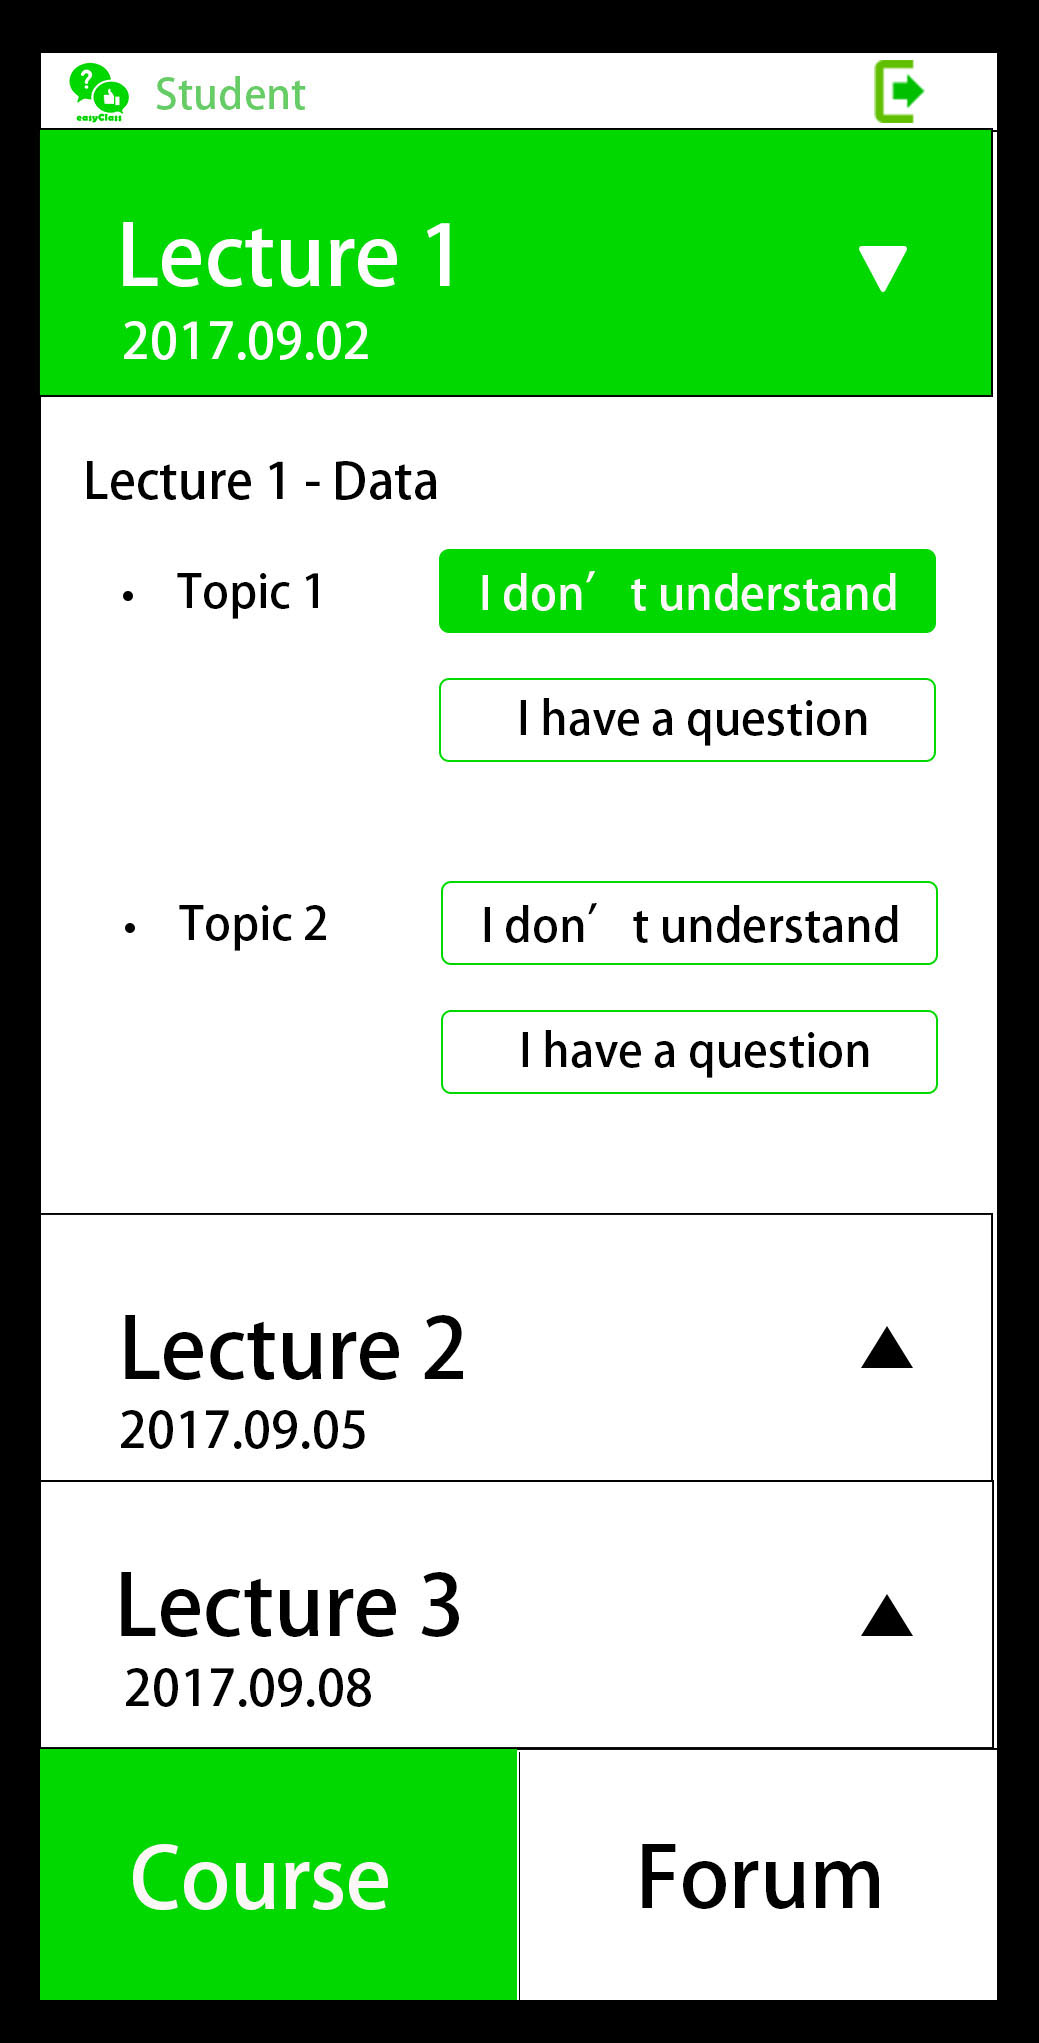 easyClass
Student
Lecture 1
2017.09.02
Lecture 1 - Data
• Topic 1
I don′ t understand
I have a question
• Topic 2
I don′ t understand
I have a question
Lecture 2
2017.09.05
Lecture 3
2017.09.08
Course
Forum